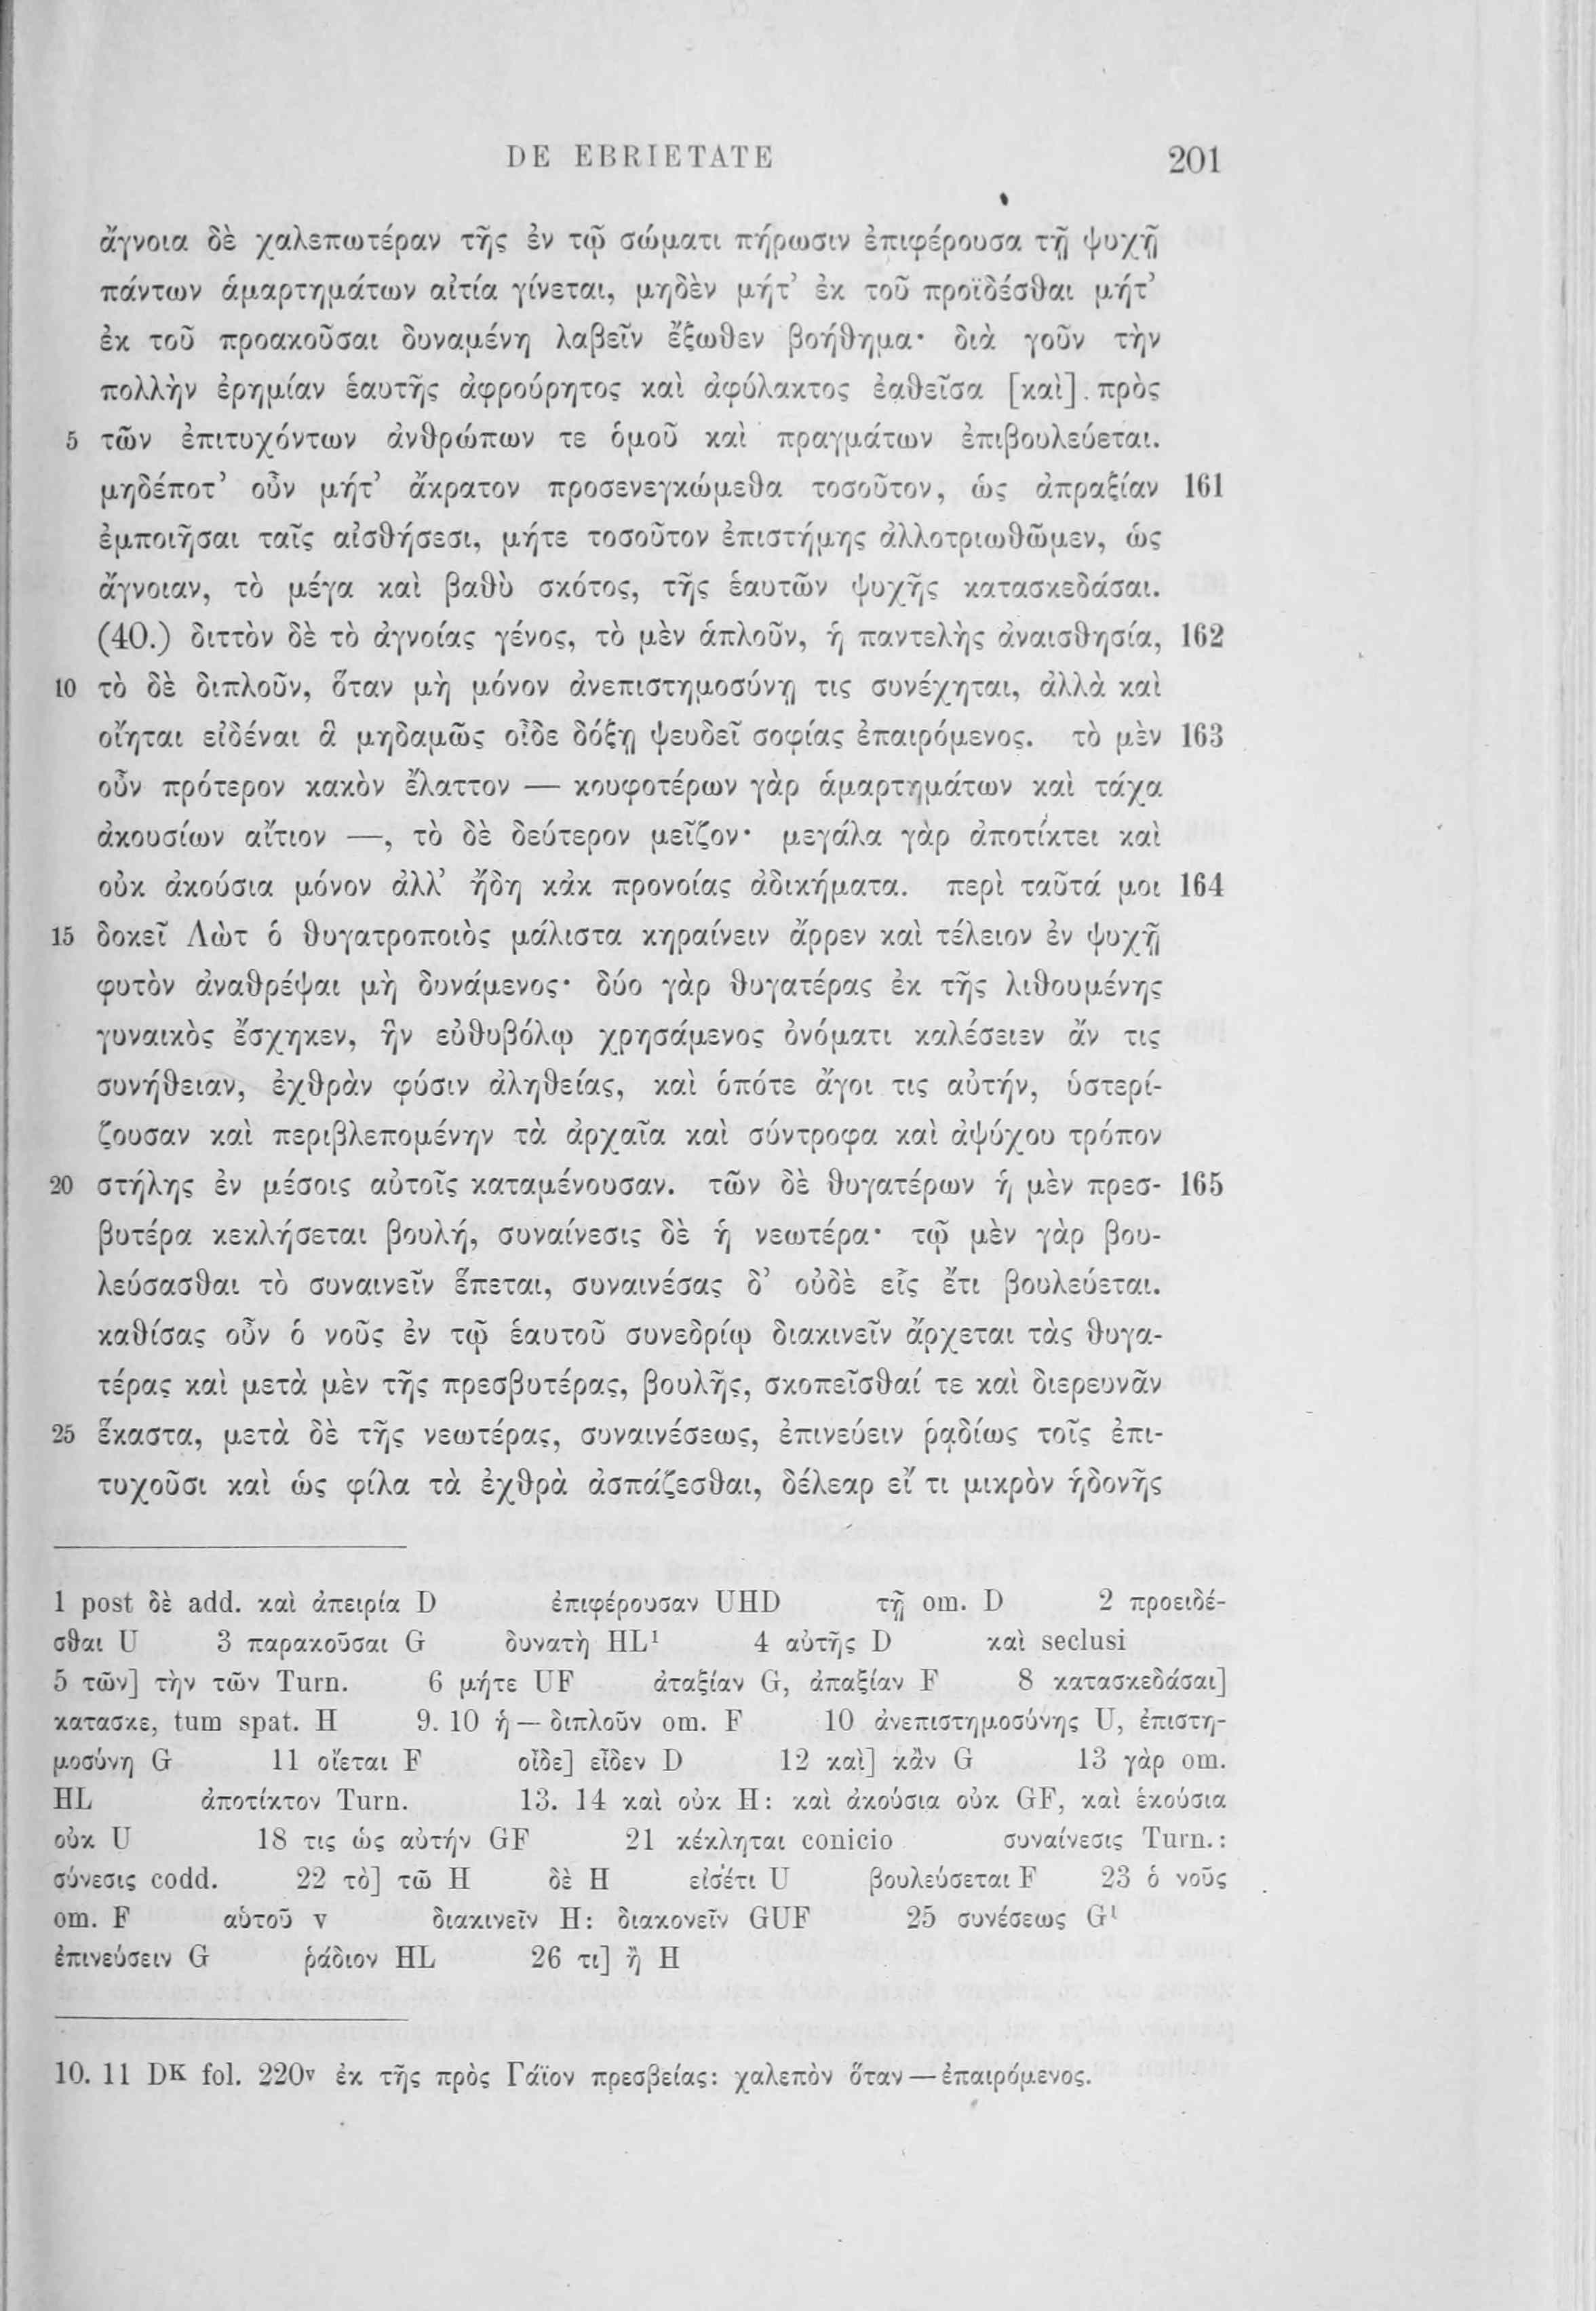 DE EBRIETATE 201
ἄγνοια δὲ χαλεπωτέραν τῆς ἐν τῷ σώματι πήρωσιν ἐπιφέρουσα τῇ ψυχῇ
πάντων ἁμαρτημάτων αἰτία γίνεται, μηδὲν μήτ’ ἐκ τοῦ προϊδέσθαι μήτ’
ἐκ τοῦ προακοῦσαι δυναμένη λαβεῖν ἔξωθεν βοήθημα· διὰ γοῦν τὴν
πολλὴν ἐρημίαν ἑαυτῆς ἀφρούρητος καὶ ἀφύλακτος ἐαθεῖσα [καὶ] πρὸς
5 τῶν ἐπιτυχόντων ἀνθρώπων τε ὁμοῦ καὶ πραγμάτων ἐπιβουλεύεται.
μηδέποτ’ οὖν μήτ’ ἄκρατον προσενεγκώμεθα τοσοῦτον, ὡς ἀπραξίαν 161
ἐμποιῆσαι ταῖς αἰσθήσεσι, μήτε τοσοῦτον ἐπιστήμης ἀλλοτριωθῶμεν, ὡς
ἄγνοιαν, τὸ μέγα καὶ βαθὺ σκότος, τῆς ἑαυτῶν ψυχῆς κατασκεδάσαι.
(40.) διττὸν δὲ τὸ ἀγνοίας γένος, τὸ μὲν ἁπλοῦν, ἡ παντελὴς ἀναισθησία, 162
10 τὸ δὲ διπλοῦν, ὅταν μὴ μόνον ἀνεπιστημοσύνῃ τις συνέχηται, ἀλλὰ καὶ
οἴηται εἰδέναι ἃ μηδαμῶς οἶδε δόξῃ ψευδεῖ σοφίας ἐπαιρόμενος. τὸ μὲν 163
οὖν πρότερον κακὸν ἔλαττον — κουφοτέρων γὰρ ἁμαρτημάτων καὶ τάχα
ἀκουσίων αἴτιον —, τὸ δὲ δεύτερον μεῖζον· μεγάλα γὰρ ἀποτίκτει καὶ
οὐκ ἀκούσια μόνον ἀλλ’ ἤδη κἀκ προνοίας ἀδικήματα. περὶ ταῦτά μοι 164
15 δοκεῖ Λὼτ ὁ θυγατροποιὸς μάλιστα κηραίνειν ἄρρεν καὶ τέλειον ἐν ψυχῇ
φυτὸν ἀναθρέψαι μὴ δυνάμενος· δύο γὰρ θυγατέρας ἐκ τῆς λιθουμένης
γυναικὸς ἔσχηκεν, ἣν εὐθυβόλῳ χρησάμενος ὀνόματι καλέσειεν ἄν τις
συνήθειαν, ἐχθρὰν φύσιν ἀληθείας, καὶ ὁπότε ἄγοι τις αὐτήν, ὑστερί-
ζουσαν καὶ περιβλεπομένην τὰ ἀρχαῖα καὶ σύντροφα καὶ ἀψύχου τρόπον
20 στήλης ἐν μέσοις αὐτοῖς καταμένουσαν. τῶν δὲ θυγατέρων ἡ μὲν πρεσ- 165
βυτέρα κεκλήσεται βουλή, συναίνεσις δὲ ἡ νεωτέρα· τῷ μὲν γὰρ βου-
λεύσασθαι τὸ συναινεῖν ἕπεται, συναινέσας δ’ οὐδὲ εἷς ἔτι βουλεύεται.
καθίσας οὖν ὁ νοῦς ἐν τῷ ἑαυτοῦ συνεδρίῳ διακινεῖν ἄρχεται τὰς θυγα-
τέρας καὶ μετὰ μὲν τῆς πρεσβυτέρας, βουλῆς, σκοπεῖσθαί τε καὶ διερευνᾶν
25 ἕκαστα, μετὰ δὲ τῆς νεωτέρας, συναινέσεως, ἐπινεύειν ῥᾳδίως τοῖς ἐπι-
τυχοῦσι καὶ ὡς φίλα τὰ ἐχθρὰ ἀσπάζεσθαι, δέλεαρ εἴ τι μικρὸν ἡδονῆς
1 post δὲ add. καὶ ἀπειρία D ἐπιφέρουσαν UHD τῇ om. D 2 προειδέ-
σθαι U 3 παρακοῦσαι G δυνατὴ HL¹ 4 αὐτῆς D καὶ seclusi
5 τῶν] τὴν τῶν Turn. 6 μήτε UF ἀταξίαν G, ἀπαξίαν F 8 κατασκεδάσαι]
κατασκε, tum spat. H 9. 10 ἡ — διπλοῦν om. F 10 ἀνεπιστημοσύνης U, ἐπιστη-
μοσύνη G 11 οἴεται F οἶδε] εἶδεν D 12 καὶ] κἂν G 13 γὰρ om.
HL ἀποτίκτον Turn. 13. 14 καὶ οὐκ H: καὶ ἀκούσια οὐκ GF, καὶ ἑκούσια
οὐκ U 18 τις ὡς αὐτήν GF 21 κέκληται conicio συναίνεσις Turn.:
σύνεσις codd. 22 τὸ] τῶ H δὲ H εἰσέτι U βουλεύσεται F 23 ὁ νοῦς
om. F αὑτοῦ v διακινεῖν H: διακονεῖν GUF 25 συνέσεως G¹
ἐπινεύσειν G ῥάδιον HL 26 τι] ἢ H
10. 11 DK fol. 220v ἐκ τῆς πρὸς Γάϊον πρεσβείας: χαλεπὸν ὅταν — ἐπαιρόμενος.